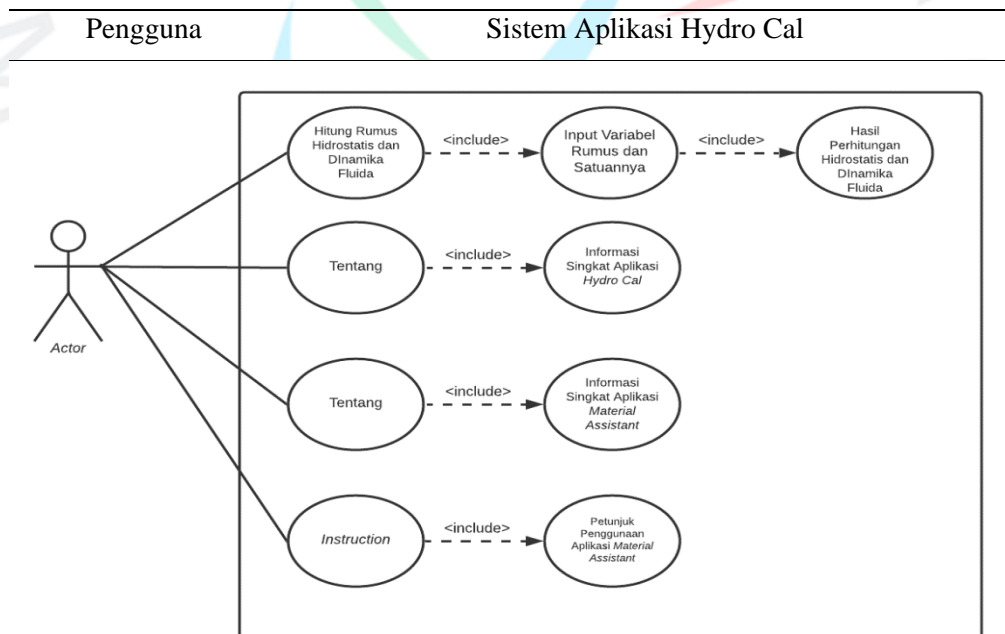 Pengguna Sistem Aplikasi Hydro Cal
Hitung Rumus
Hidrostatis dan
DInamika
Fluida
<include>
Input Variabel
Rumus dan
Satuannya
<include>
Hasil
Perhitungan
Hidrostatis dan
DInamika
Fluida
Actor
Tentang
<include>
Informasi
Singkat Aplikasi
Hydro Cal
Tentang
<include>
Informasi
Singkat Aplikasi
Material
Assistant
Instruction
<include>
Petunjuk
Penggunaan
Aplikasi Material
Assistant